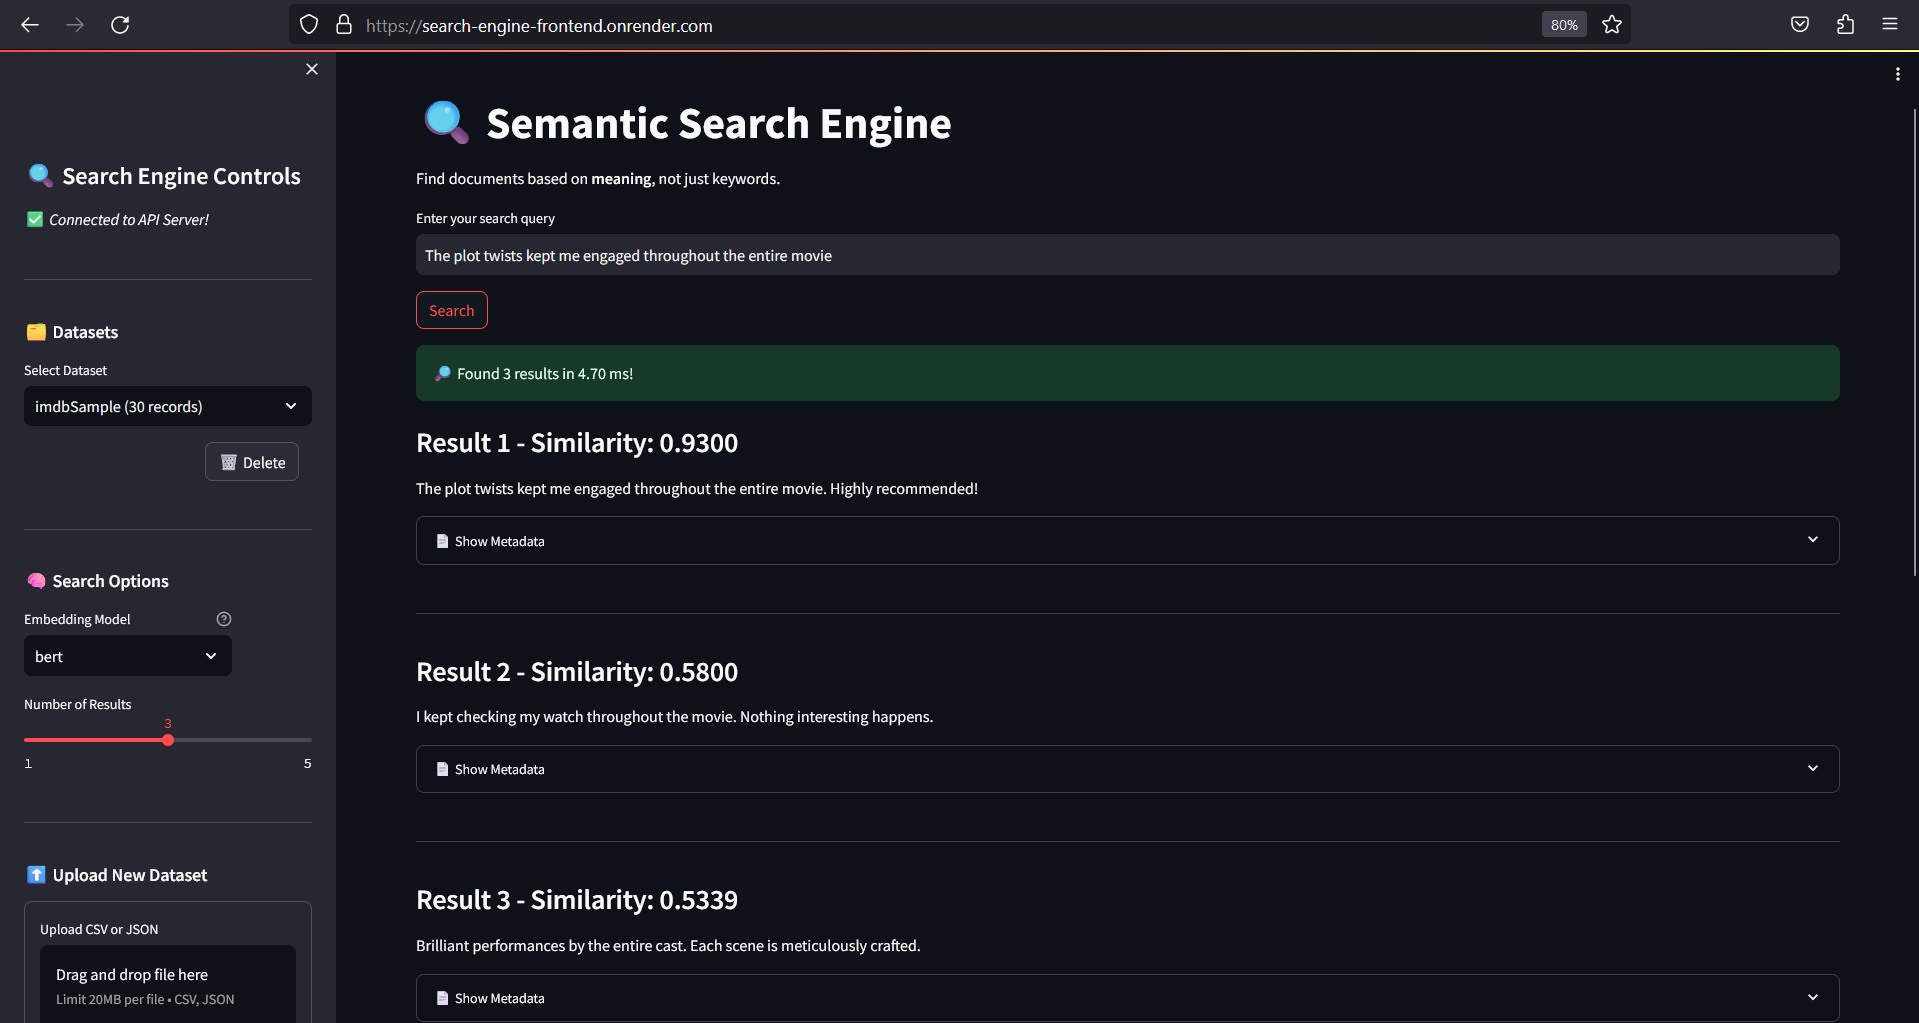 https://search-engine-frontend.onrender.com
80%
Search Engine Controls
Connected to API Server!
Datasets
Select Dataset
imdbSample (30 records)
Delete
Search Options
Embedding Model
bert
Number of Results
3
1 5
Upload New Dataset
Upload CSV or JSON
Drag and drop file here
Limit 20MB per file • CSV, JSON
Semantic Search Engine
Find documents based on meaning, not just keywords.
Enter your search query
The plot twists kept me engaged throughout the entire movie
Search
Found 3 results in 4.70 ms!
Result 1 - Similarity: 0.9300
The plot twists kept me engaged throughout the entire movie. Highly recommended!
Show Metadata
Result 2 - Similarity: 0.5800
I kept checking my watch throughout the movie. Nothing interesting happens.
Show Metadata
Result 3 - Similarity: 0.5339
Brilliant performances by the entire cast. Each scene is meticulously crafted.
Show Metadata